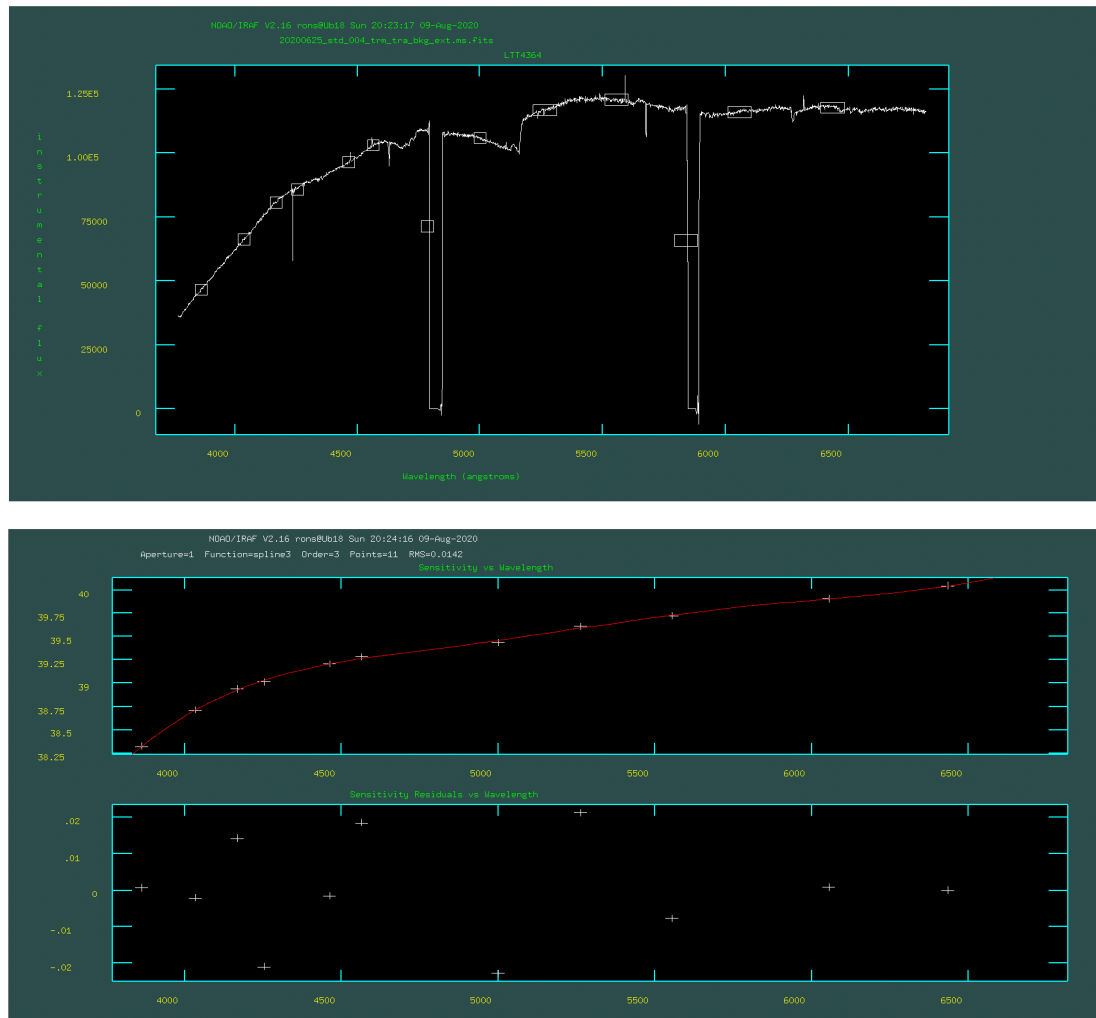 NOAO/IRAF V2.16 rons@Ub18 Sun 20:23:17 09-Aug-2020
20200625_std_004_trm_tra_bkg_ext.ms.fits
LTT4364
1.25E5
1.00E5
75000
50000
25000
0
instrumental flux
4000 4500 5000 5500 6000 6500
Wavelength (angstroms)
NOAO/IRAF V2.16 rons@Ub18 Sun 20:24:16 09-Aug-2020
Aperture=1 Function=spline3 Order=3 Points=11 RMS=0.0142
Sensitivity vs Wavelength
40
39.75
39.5
39.25
39
38.75
38.5
38.25
4000 4500 5000 5500 6000 6500
Sensitivity Residuals vs Wavelength
.02
.01
0
-.01
-.02
4000 4500 5000 5500 6000 6500